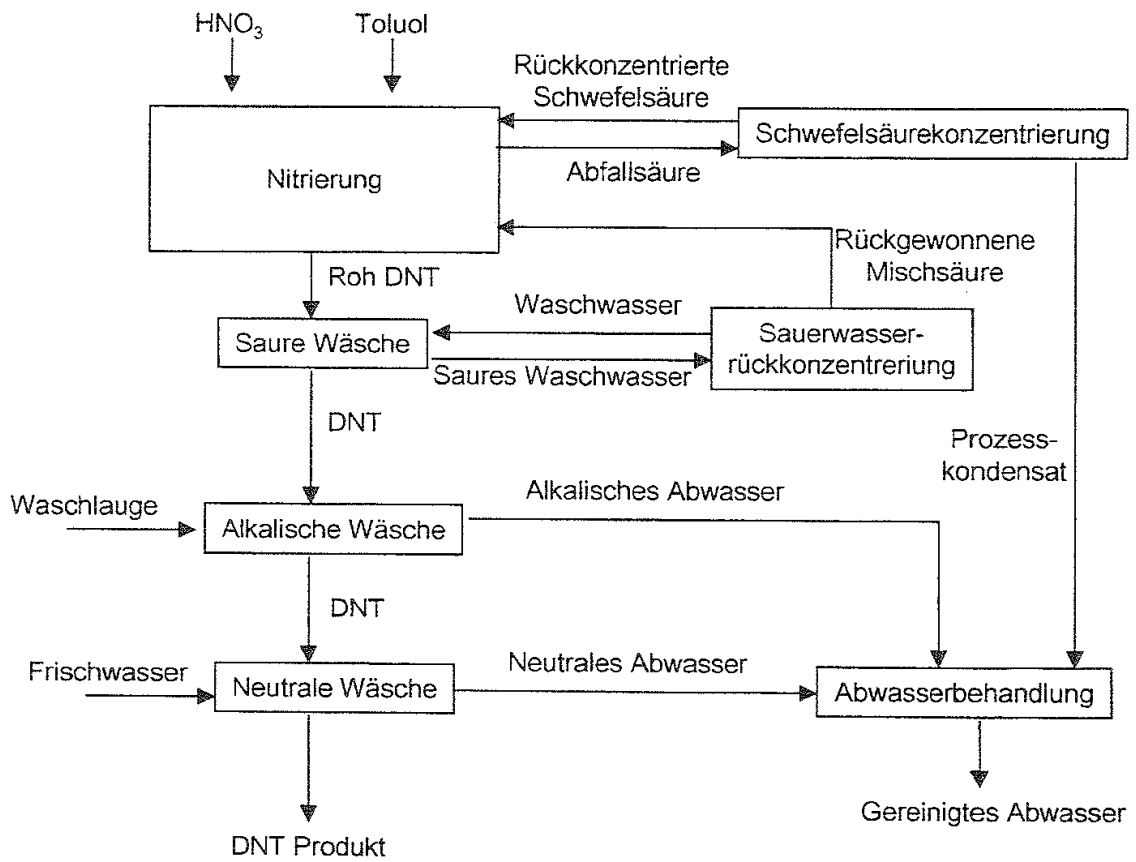 HNO₃
Toluol
Rückkonzentrierte
Schwefelsäure
Schwefelsäurekonzentrierung
Nitrierung
Abfallsäure
Rückgewonnene
Mischsäure
Roh DNT
Waschwasser
Saure Wäsche
Sauerwasser-
rückkonzentreriung
Saures Waschwasser
DNT
Prozess-
kondensat
Waschlauge
Alkalisches Abwasser
Alkalische Wäsche
DNT
Frischwasser
Neutrales Abwasser
Neutrale Wäsche
Abwasserbehandlung
Gereinigtes Abwasser
DNT Produkt